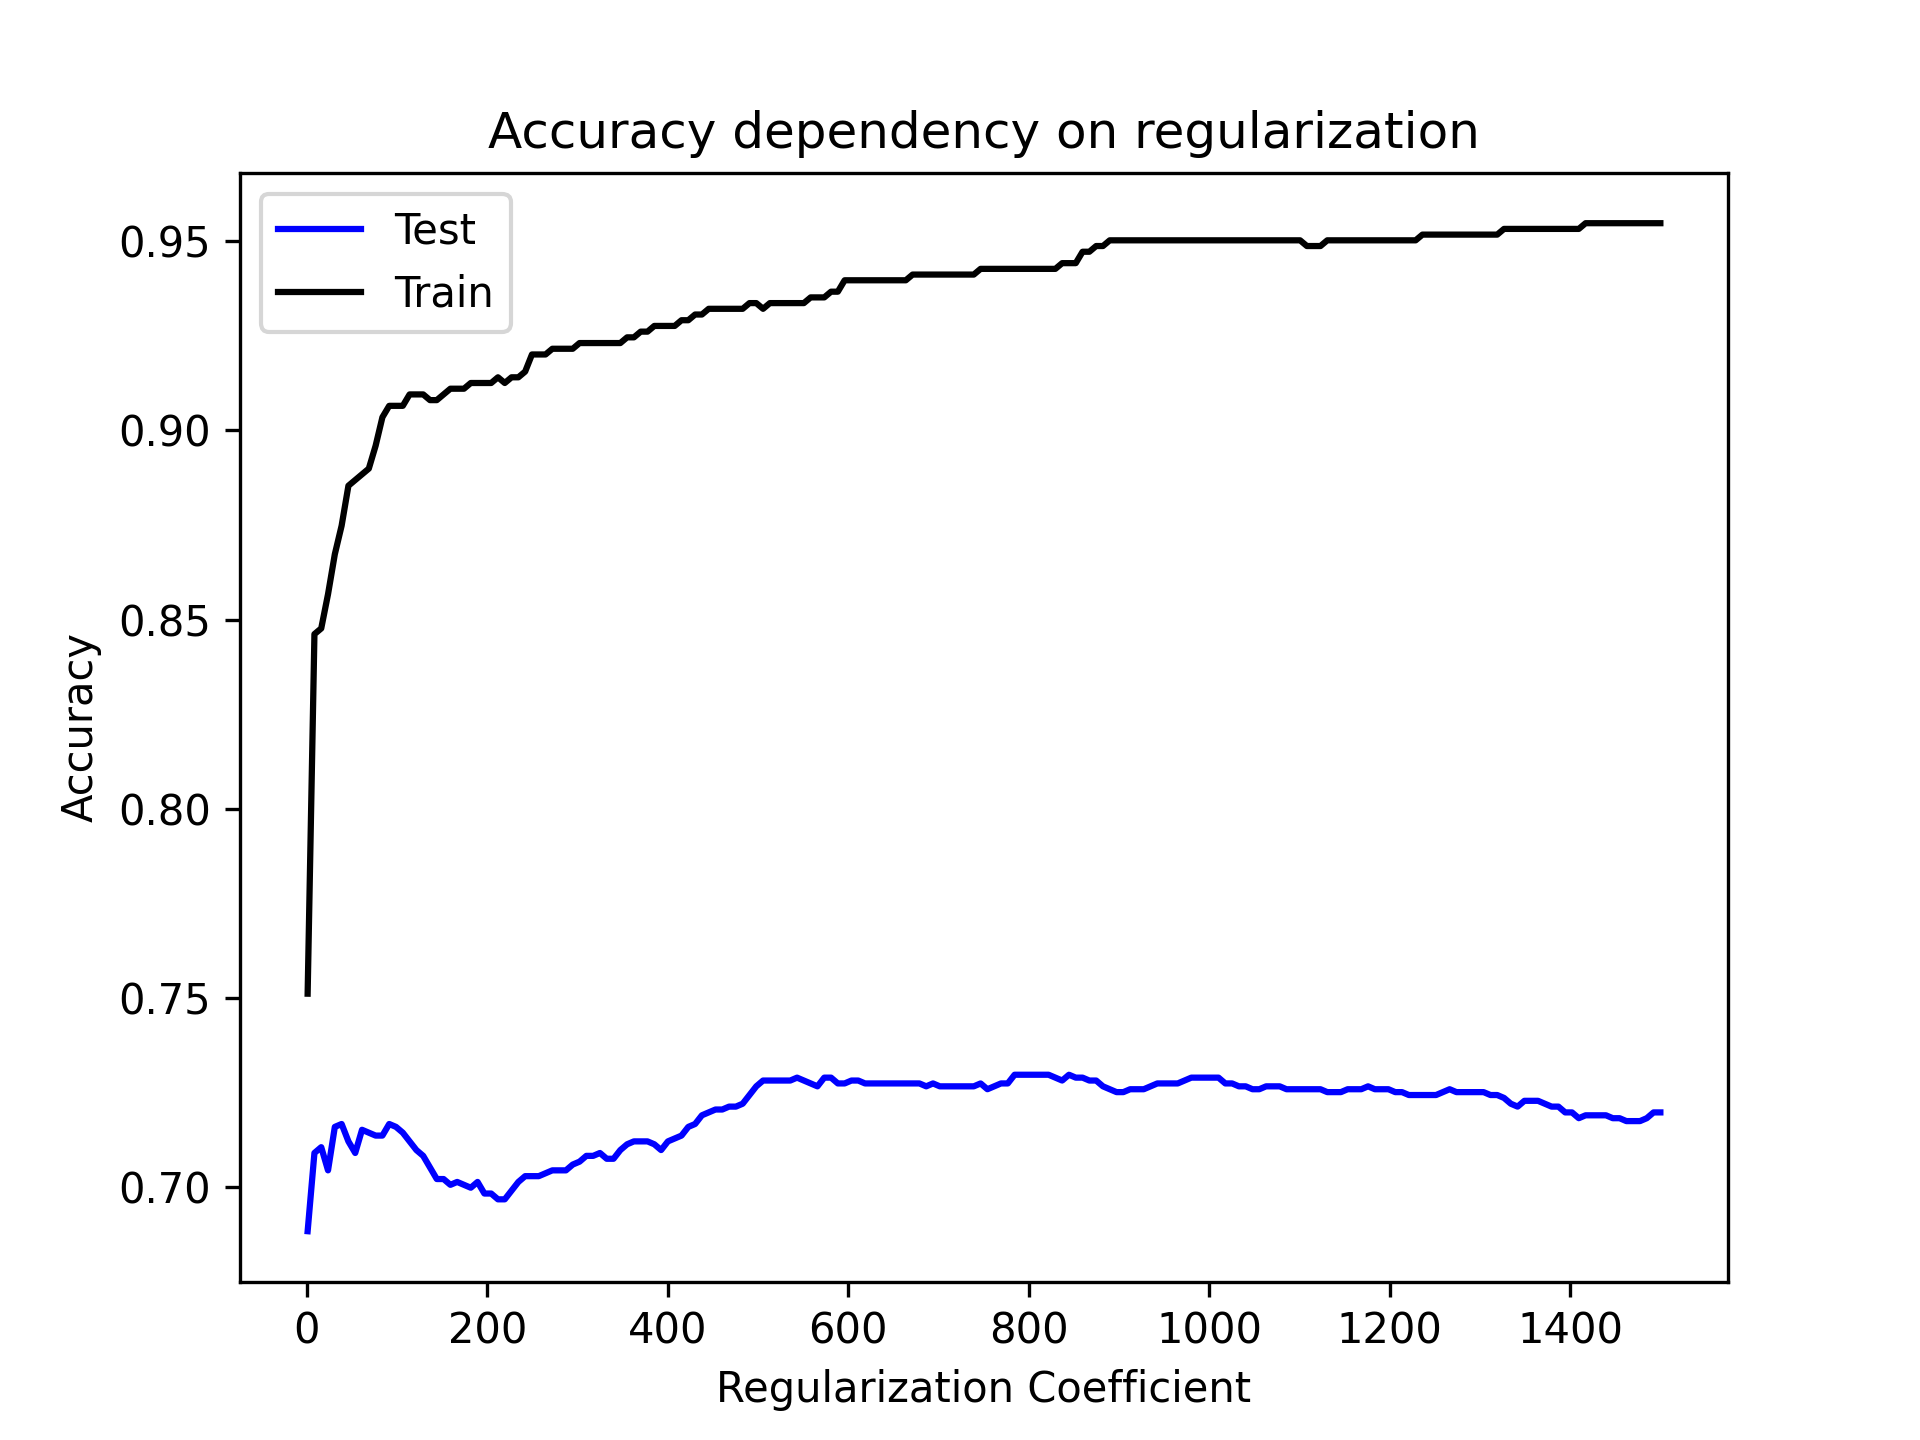 Accuracy dependency on regularization
Test
Train
0.95
0.90
0.85
0.80
0.75
0.70
Accuracy
0 200 400 600 800 1000 1200 1400
Regularization Coefficient